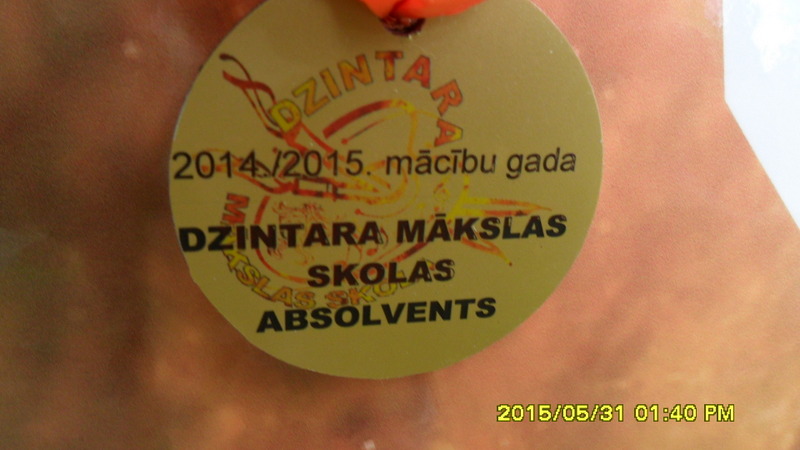 DZINTARA
2014./2015. mācību gada
DZINTARA MĀKSLAS
SKOLAS
ABSOLVENTS
MĀKSLAS SKOLA
2015/05/31 01:40 PM